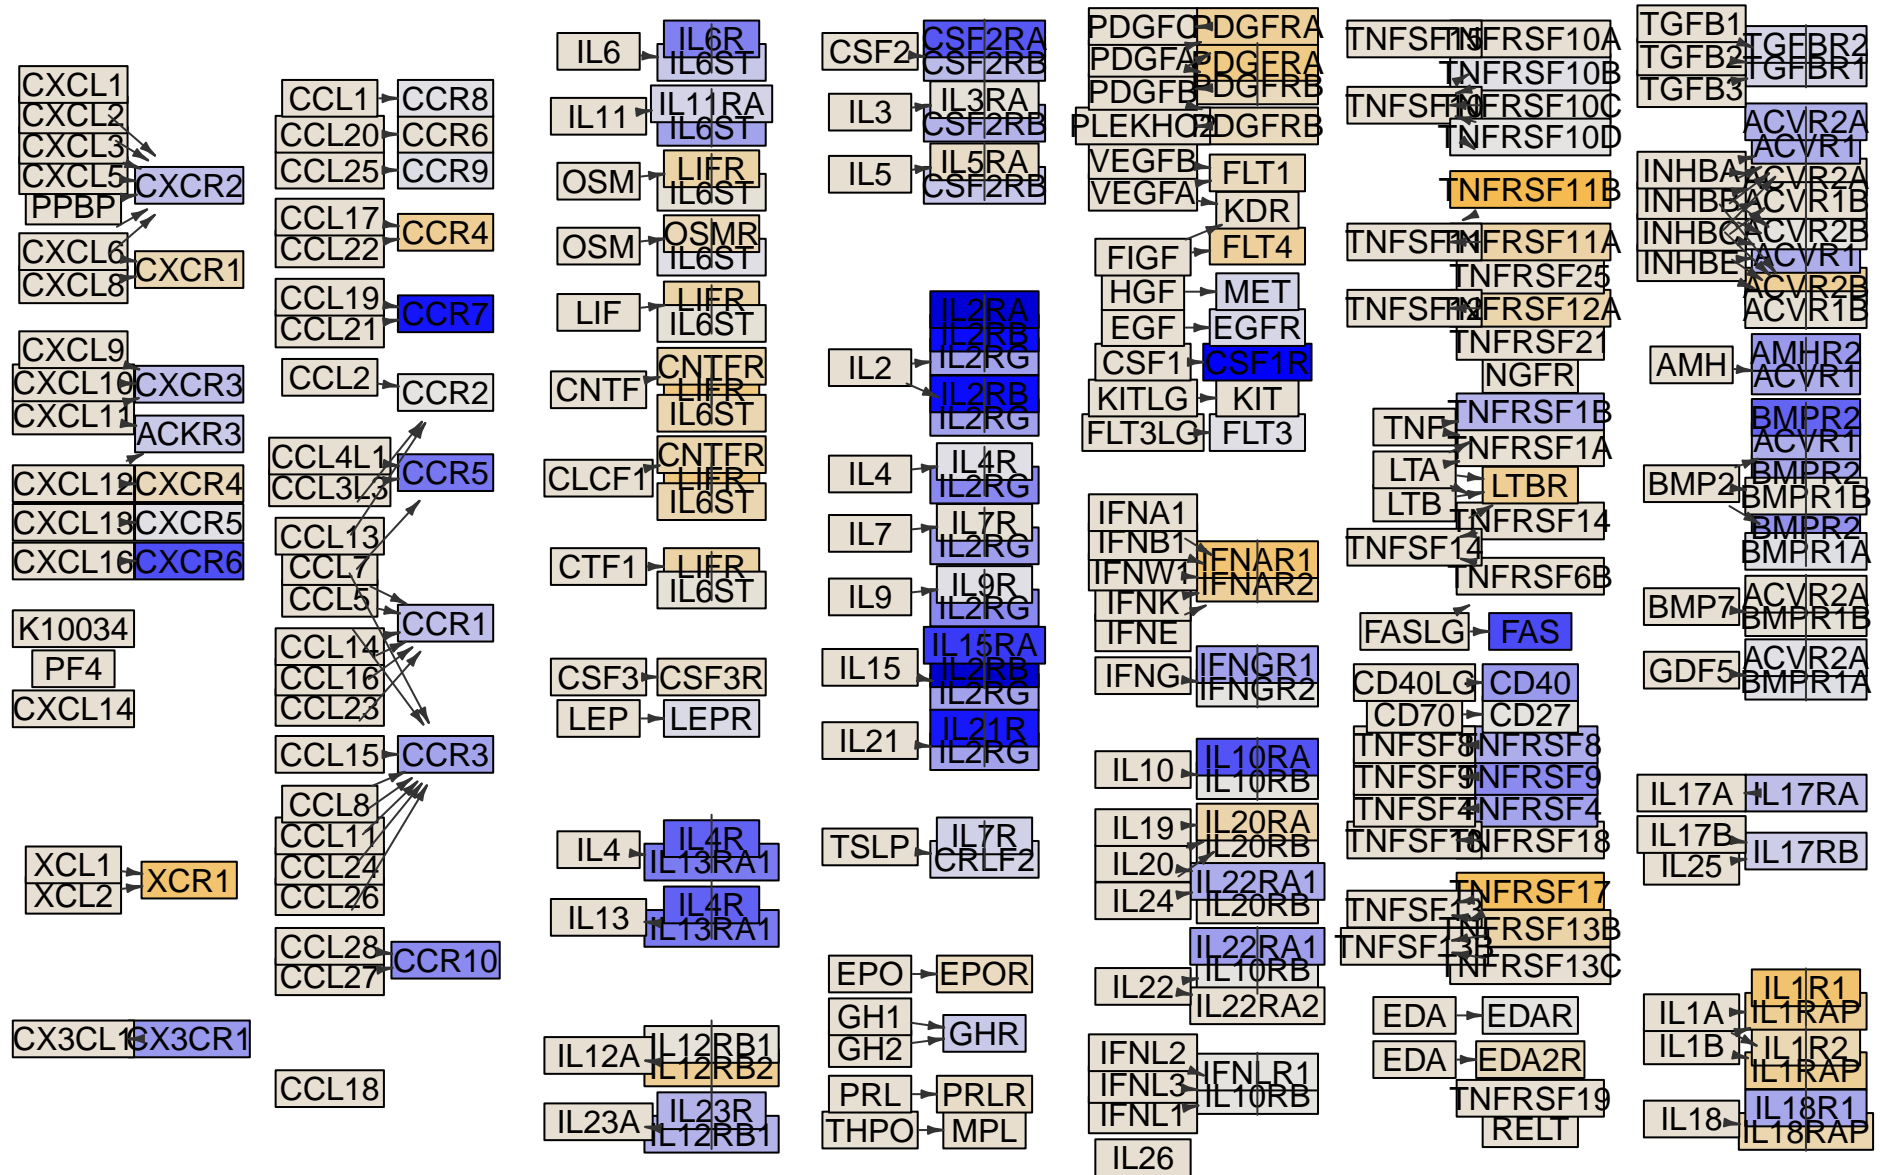 CXCL1
CXCL2
CXCL3
CXCL5
PPBP
CXCR2
CXCL6
CXCL8
CXCR1
CXCL9
CXCL10
CXCL11
CXCR3
ACKR3
CXCL12
CXCR4
CXCL13
CXCR5
CXCL16
CXCR6
K10034
PF4
CXCL14
XCL1
XCL2
XCR1
CX3CL1
CX3CR1
CCL1
CCR8
CCL20
CCR6
CCL25
CCR9
CCL17
CCL22
CCR4
CCL19
CCL21
CCR7
CCL2
CCR2
CCL4L1
CCL3L3
CCR5
CCL13
CCL7
CCL5
CCR1
CCL14
CCL16
CCL23
CCL15
CCR3
CCL8
CCL11
CCL24
CCL26
CCL28
CCL27
CCR10
CCL18
IL6
IL6R
IL6ST
IL11
IL11RA
IL6ST
OSM
LIFR
IL6ST
OSM
OSMR
IL6ST
LIF
LIFR
IL6ST
CNTF
CNTFR
LIFR
IL6ST
CLCF1
CNTFR
LIFR
IL6ST
CTF1
LIFR
IL6ST
CSF3
CSF3R
LEP
LEPR
IL4
IL4R
IL13RA1
IL13
IL4R
IL13RA1
IL12A
IL12RB1
IL12RB2
IL23A
IL23R
IL12RB1
CSF2
CSF2RA
CSF2RB
IL3
IL3RA
CSF2RB
IL5
IL5RA
CSF2RB
IL2
IL2RA
IL2RB
IL2RG
IL2RB
IL2RG
IL4
IL4R
IL2RG
IL7
IL7R
IL2RG
IL9
IL9R
IL2RG
IL15
IL15RA
IL2RB
IL2RG
IL21
IL21R
IL2RG
TSLP
IL7R
CRLF2
EPO
EPOR
GH1
GH2
GHR
PRL
PRLR
THPO
MPL
PDGFC
PDGFRA
PDGFA
PDGFRA
PDGFRB
PDGFB
PLEKHO2
PDGFRB
VEGFB
VEGFA
FLT1
KDR
FLT4
FIGF
HGF
MET
EGF
EGFR
CSF1
CSF1R
KITLG
KIT
FLT3LG
FLT3
IFNA1
IFNB1
IFNW1
IFNK
IFNE
IFNAR1
IFNAR2
IFNG
IFNGR1
IFNGR2
IL10
IL10RA
IL10RB
IL19
IL20
IL24
IL20RA
IL20RB
IL22RA1
IL20RB
IL22
IL22RA1
IL10RB
IL22RA2
IFNL2
IFNL3
IFNL1
IFNLR1
IL10RB
IL26
TNFSF15
TNFRSF10A
TNFRSF10B
TNFSF10
TNFRSF10C
TNFRSF10D
TNFRSF11B
TNFSF11
TNFRSF11A
TNFRSF25
TNFSF12
TNFRSF12A
TNFRSF21
NGFR
TNF
TNFRSF1B
TNFRSF1A
LTA
LTB
LTBR
TNFRSF14
TNFSF14
TNFRSF6B
FASLG
FAS
CD40LG
CD40
CD70
CD27
TNFSF8
TNFRSF8
TNFSF9
TNFRSF9
TNFSF4
TNFRSF4
TNFSF18
TNFRSF18
TNFRSF17
TNFSF13
TNFRSF13B
TNFSF13B
TNFRSF13C
EDA
EDAR
EDA
EDA2R
TNFRSF19
RELT
TGFB1
TGFB2
TGFB3
TGFBR2
TGFBR1
INHBA
INHBB
INHBC
INHBE
ACVR2A
ACVR1
ACVR2A
ACVR1B
ACVR2B
ACVR1
ACVR2B
ACVR1B
AMH
AMHR2
ACVR1
BMP2
BMPR2
ACVR1
BMPR2
BMPR1B
BMPR2
BMPR1A
BMP7
ACVR2A
BMPR1B
GDF5
ACVR2A
BMPR1A
IL17A
IL17RA
IL17B
IL25
IL17RB
IL1A
IL1B
IL1R1
IL1RAP
IL1R2
IL1RAP
IL18
IL18R1
IL18RAP